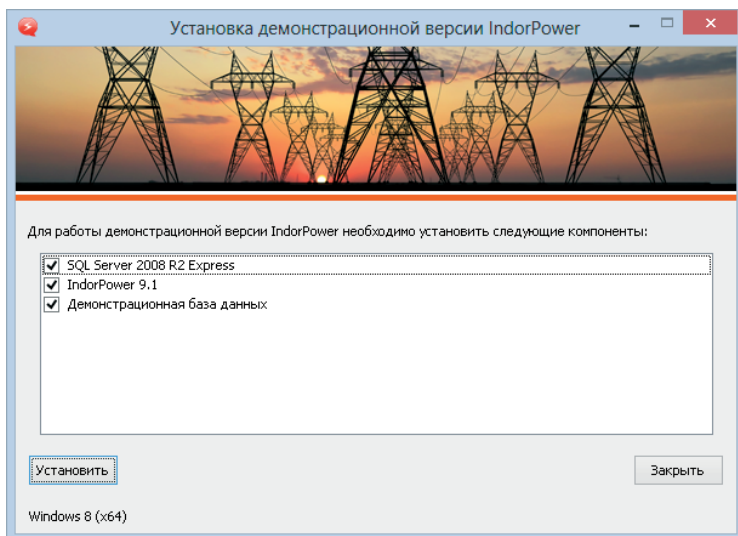 Установка демонстрационной версии IndorPower
Для работы демонстрационной версии IndorPower необходимо установить следующие компоненты:
SQL Server 2008 R2 Express
IndorPower 9.1
Демонстрационная база данных
Установить
Закрыть
Windows 8 (x64)